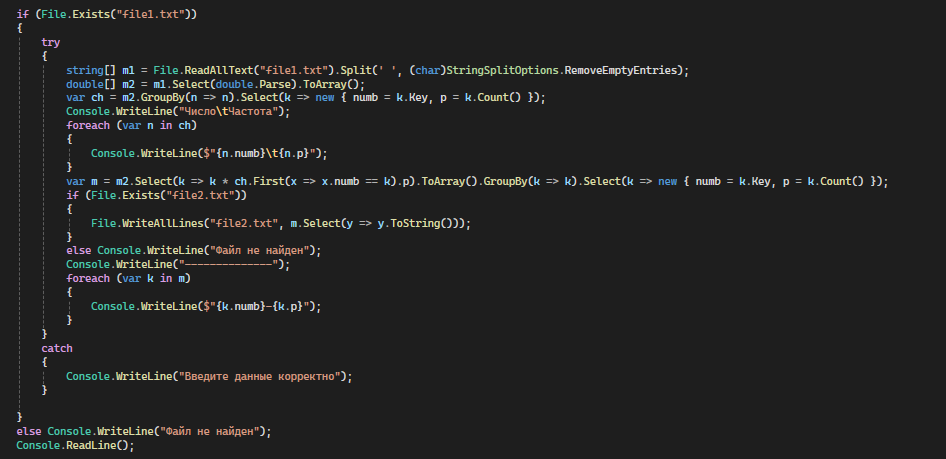 if (File.Exists("file1.txt"))
{
try
{
string[] m1 = File.ReadAllText("file1.txt").Split(' ', (char)StringSplitOptions.RemoveEmptyEntries);
double[] m2 = m1.Select(double.Parse).ToArray();
var ch = m2.GroupBy(n => n).Select(k => new { numb = k.Key, p = k.Count() });
Console.WriteLine("Число\tЧастота");
foreach (var n in ch)
{
Console.WriteLine($"{n.numb}\t{n.p}");
}
var m = m2.Select(k => k * ch.First(x => x.numb == k).p).ToArray().GroupBy(k => k).Select(k => new { numb = k.Key, p = k.Count() });
if (File.Exists("file2.txt"))
{
File.WriteAllLines("file2.txt", m.Select(y => y.ToString()));
}
else Console.WriteLine("Файл не найден");
Console.WriteLine("--------------");
foreach (var k in m)
{
Console.WriteLine($"{k.numb}-{k.p}");
}
}
catch
{
Console.WriteLine("Введите данные корректно");
}
}
else Console.WriteLine("Файл не найден");
Console.ReadLine();